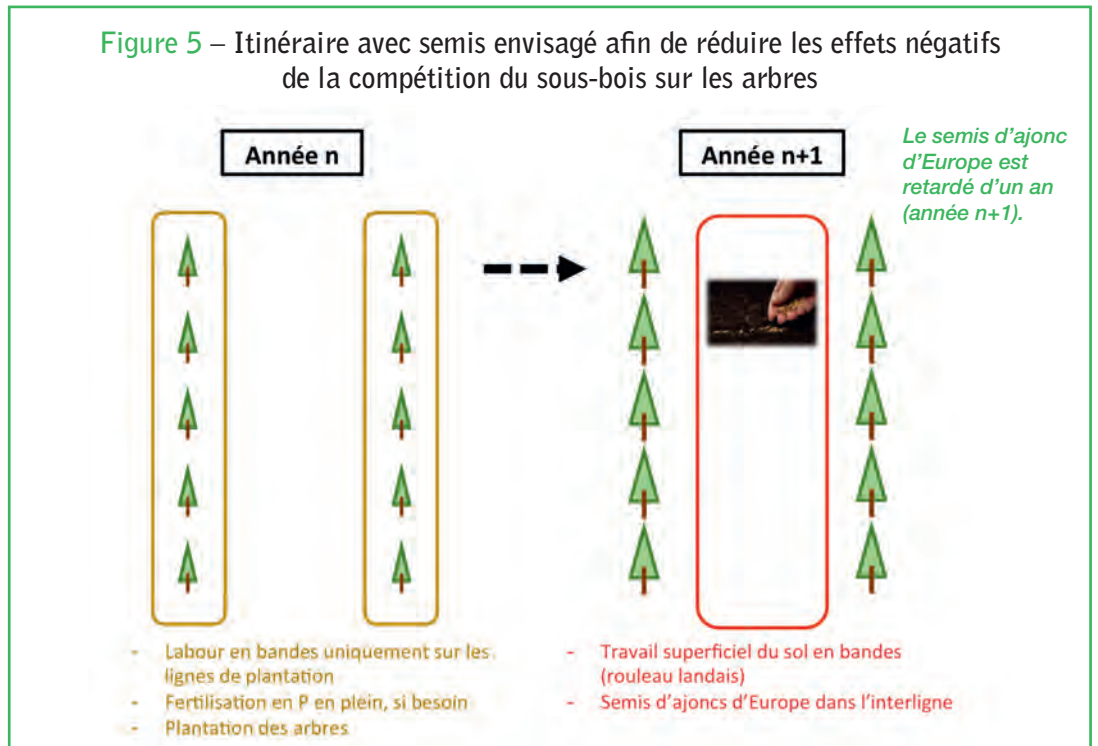 Figure 5 – Itinéraire avec semis envisagé afin de réduire les effets négatifs
de la compétition du sous-bois sur les arbres
Année n
Année n+1
Le semis d'ajonc
d'Europe est
retardé d'un an
(année n+1).
- Labour en bandes uniquement sur les
lignes de plantation
- Fertilisation en P en plein, si besoin
- Plantation des arbres
- Travail superficiel du sol en bandes
(rouleau landais)
- Semis d'ajoncs d'Europe dans l'interligne